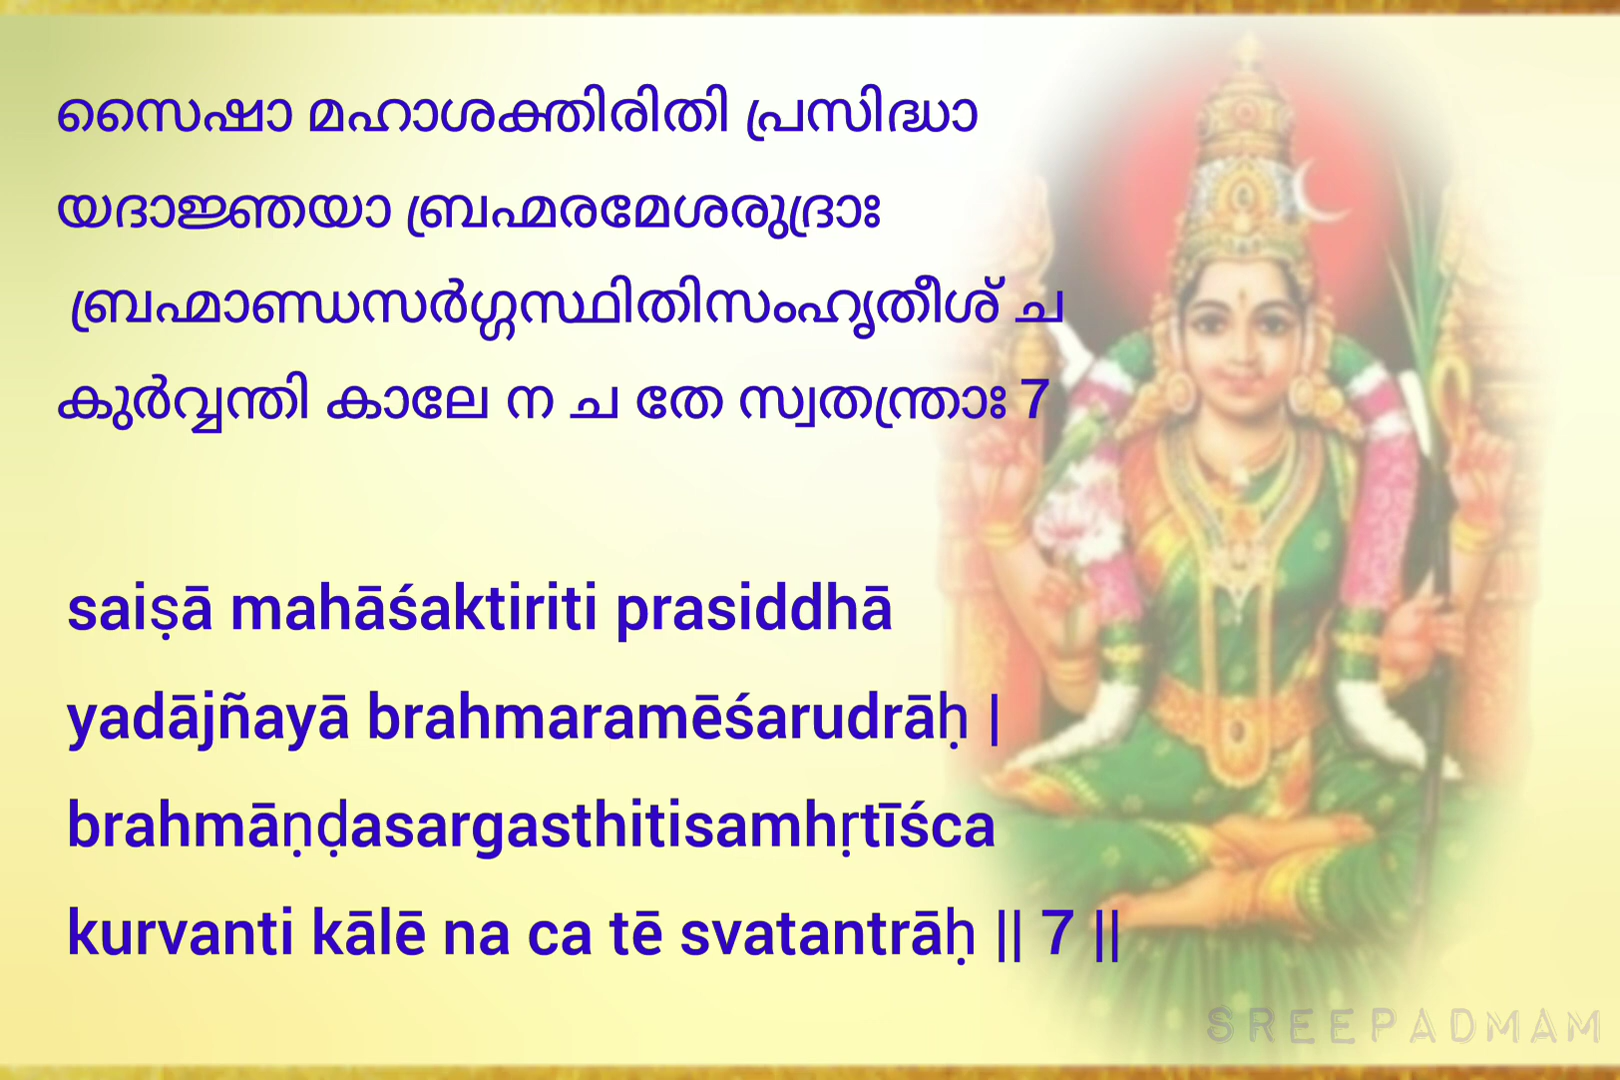 സൈഷാ മഹാശക്തിരിതി പ്രസിദ്ധാ
യദാജ്ഞയാ ബ്രഹ്മരമേശരുദ്രാഃ
ബ്രഹ്മാണ്ഡസർഗ്ഗസ്ഥിതിസംഹൃതീശ് ച
കുർവ്വന്തി കാലേ ന ച തേ സ്വതന്ത്രാഃ 7
saiṣā mahāśaktiriti prasiddhā
yadājñayā brahmaramēśarudrāḥ |
brahmāṇḍasargasthitisamhṛtīśca
kurvanti kālē na ca tē svatantrāḥ || 7 ||
SREEPADMAM